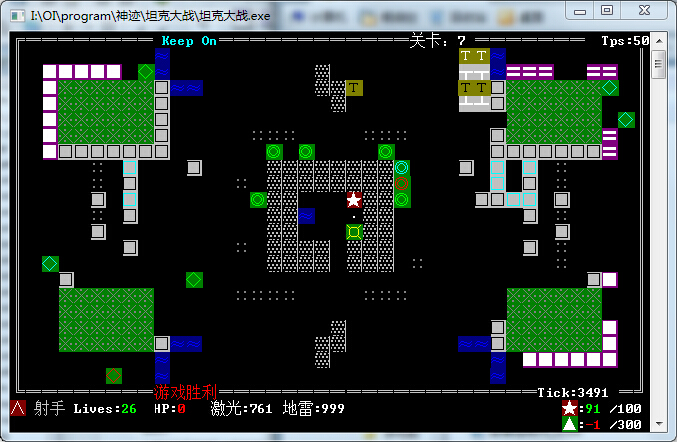 I:\OI\program\神迹\坦克大战\坦克大战.exe
Keep On 关卡: 7 Tps:50
T T
T T T
游戏胜利 Tick:3491
射手 Lives:26 HP:0 激光:761 地雷:999 :91 /100
:-1 /300